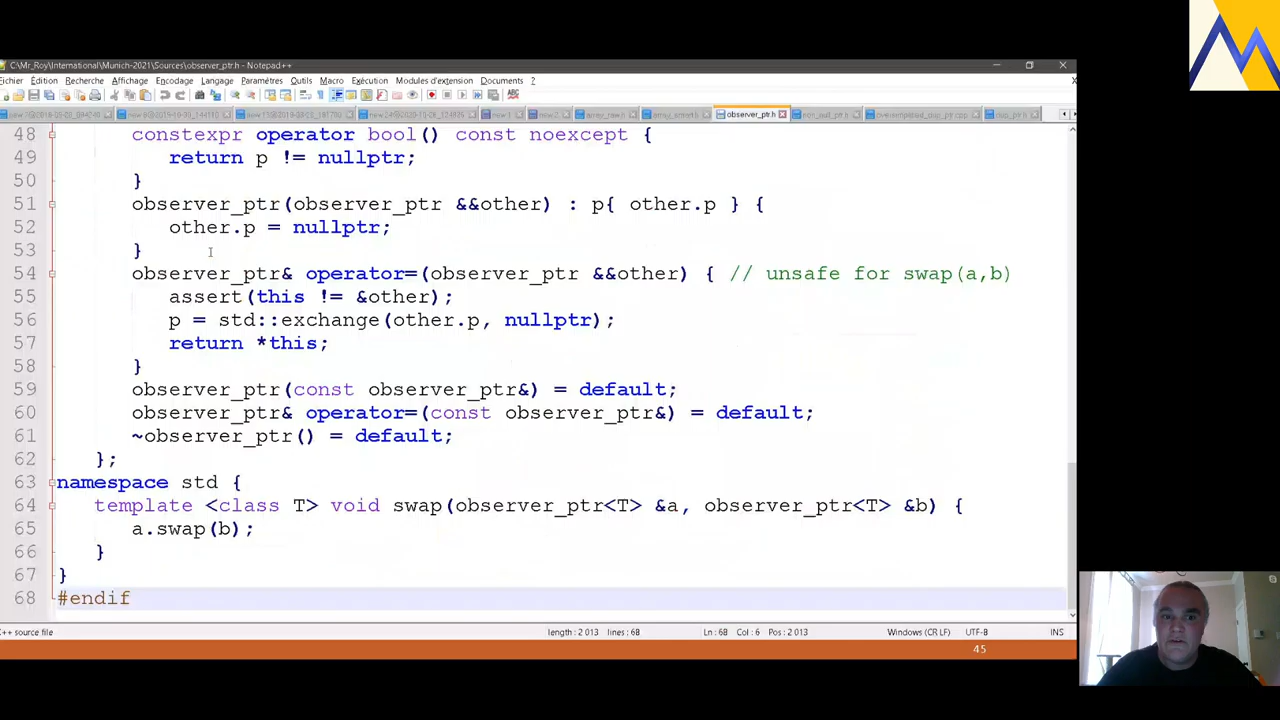 C:\Mr_Roy\International\Munich-2021\Sources\observer_ptr.h - Notepad++
Fichier Édition Recherche Affichage Encodage Langage Paramètres Outils Macro Exécution Modules d'extension Documents ?
observer_ptr.h
48 constexpr operator bool() const noexcept {
49 return p != nullptr;
50 }
51 observer_ptr(observer_ptr &&other) : p{ other.p } {
52 other.p = nullptr;
53 }
54 observer_ptr& operator=(observer_ptr &&other) { // unsafe for swap(a,b)
55 assert(this != &other);
56 p = std::exchange(other.p, nullptr);
57 return *this;
58 }
59 observer_ptr(const observer_ptr&) = default;
60 observer_ptr& operator=(const observer_ptr&) = default;
61 ~observer_ptr() = default;
62 };
63 namespace std {
64 template <class T> void swap(observer_ptr<T> &a, observer_ptr<T> &b) {
65 a.swap(b);
66 }
67 }
68 #endif
C++ source file length : 2 013 lines : 68 Ln : 68 Col : 6 Pos : 2 013 Windows (CR LF) UTF-8 INS
45